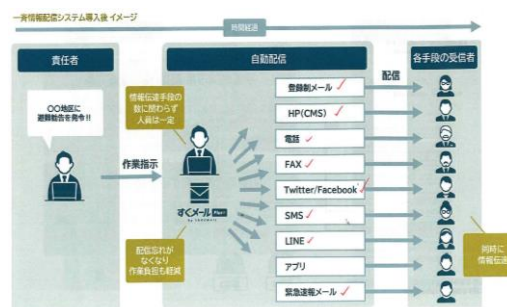 一斉情報配信システム導入後イメージ
時間経過
責任者
自動配信
配信
各手段の受信者
〇〇地区に
避難勧告を発令!!
作業指示
情報伝達手段の
数に関わらず
人員は一定
すぐメール
配信忘れが
なくなり
作業負担も軽減
登録制メール
HP(CMS)
電話
FAX
Twitter/Facebook
SMS
LINE
アプリ
緊急速報メール
同時に
情報伝達